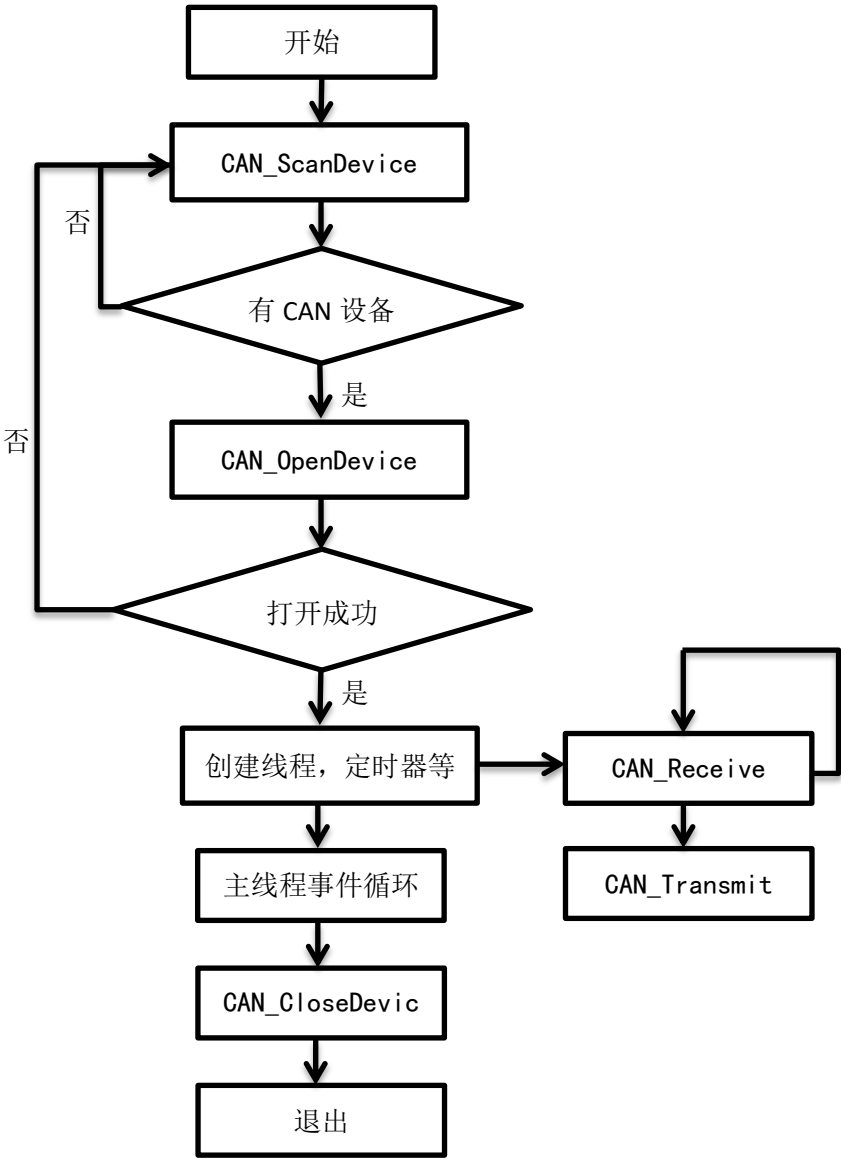 开始
CAN_ScanDevice
否
有 CAN 设备
是
否
CAN_OpenDevice
打开成功
是
创建线程，定时器等
CAN_Receive
主线程事件循环
CAN_Transmit
CAN_CloseDevic
退出